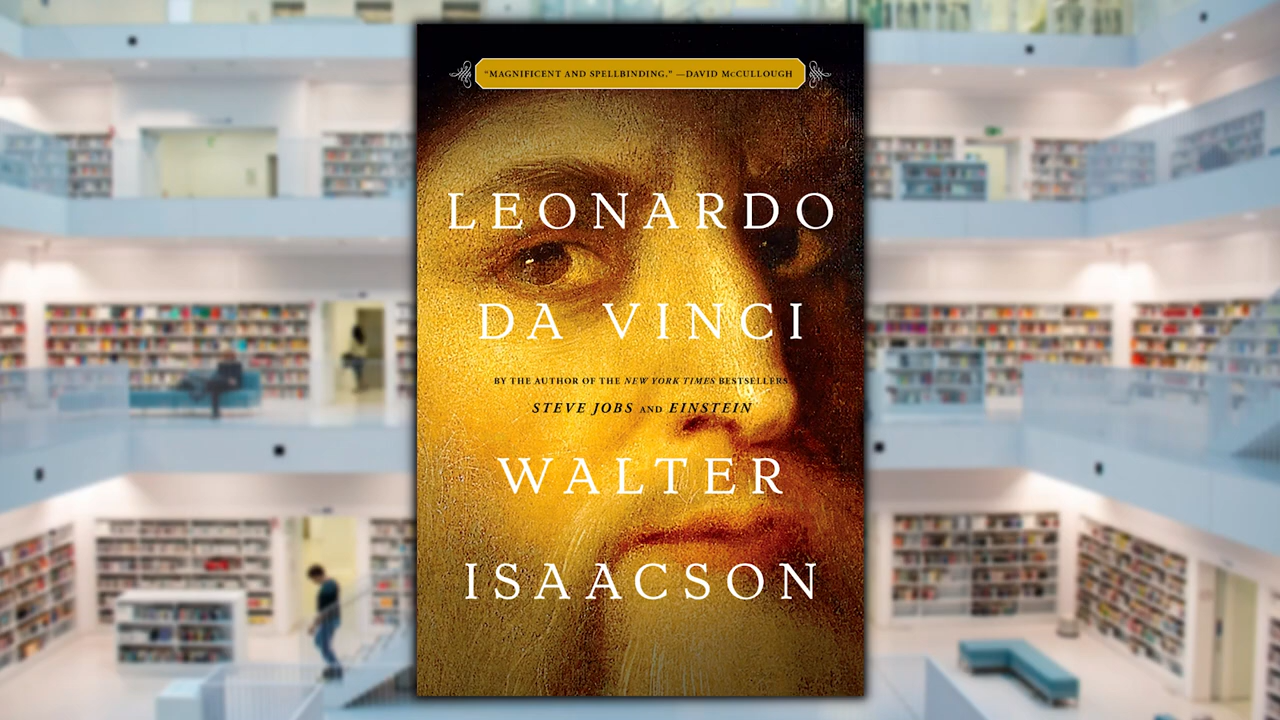 “MAGNIFICENT AND SPELLBINDING.” —DAVID McCULLOUGH
LEONARDO
DA VINCI
BY THE AUTHOR OF THE NEW YORK TIMES BESTSELLERS
STEVE JOBS AND EINSTEIN
WALTER
ISAACSON